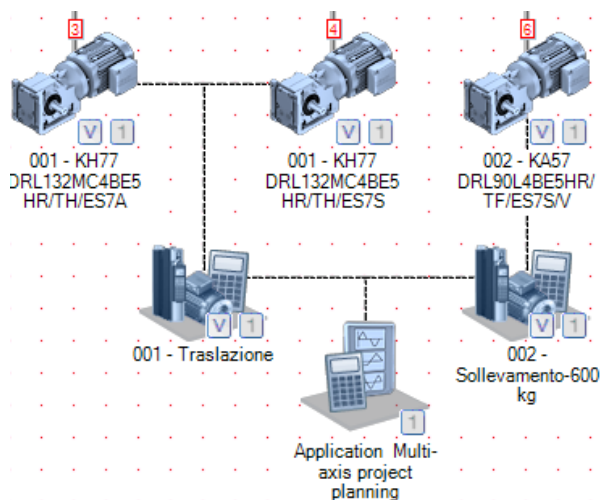 3
4
6
V 1
V 1
V 1
001 - KH77
DRL132MC4BE5
HR/TH/ES7A
001 - KH77
DRL132MC4BE5
HR/TH/ES7S
002 - KA57
DRL90L4BE5HR/
TF/ES7S/V
V 1
V 1
001 - Traslazione
002 -
Sollevamento-600
kg
1
Application Multi-
axis project
planning